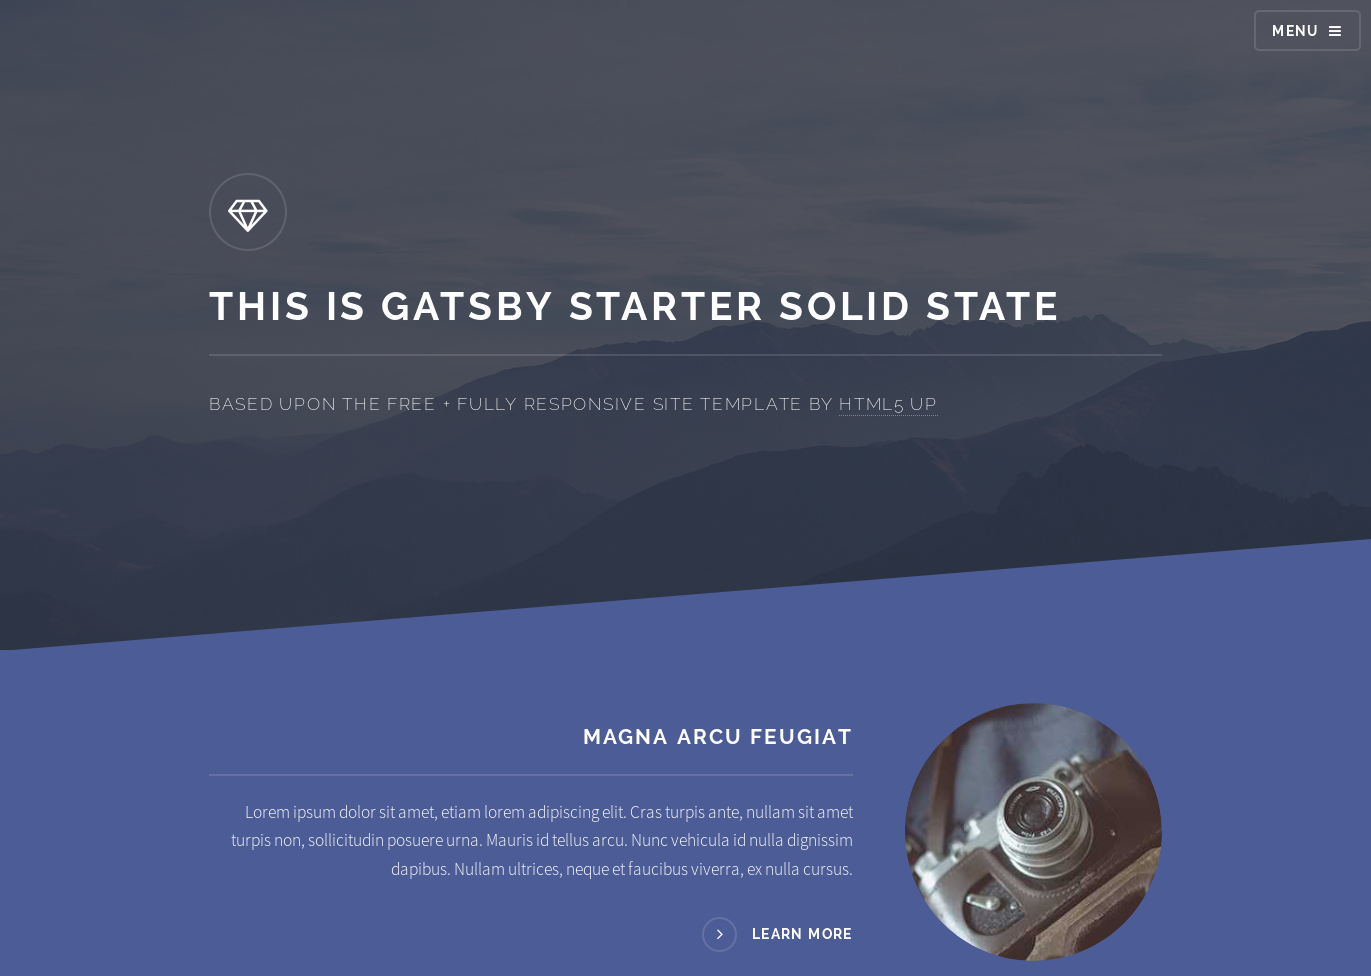 MENU
THIS IS GATSBY STARTER SOLID STATE
BASED UPON THE FREE + FULLY RESPONSIVE SITE TEMPLATE BY HTML5 UP
MAGNA ARCU FEUGIAT
Lorem ipsum dolor sit amet, etiam lorem adipiscing elit. Cras turpis ante, nullam sit amet
turpis non, sollicitudin posuere urna. Mauris id tellus arcu. Nunc vehicula id nulla dignissim
dapibus. Nullam ultrices, neque et faucibus viverra, ex nulla cursus.
LEARN MORE